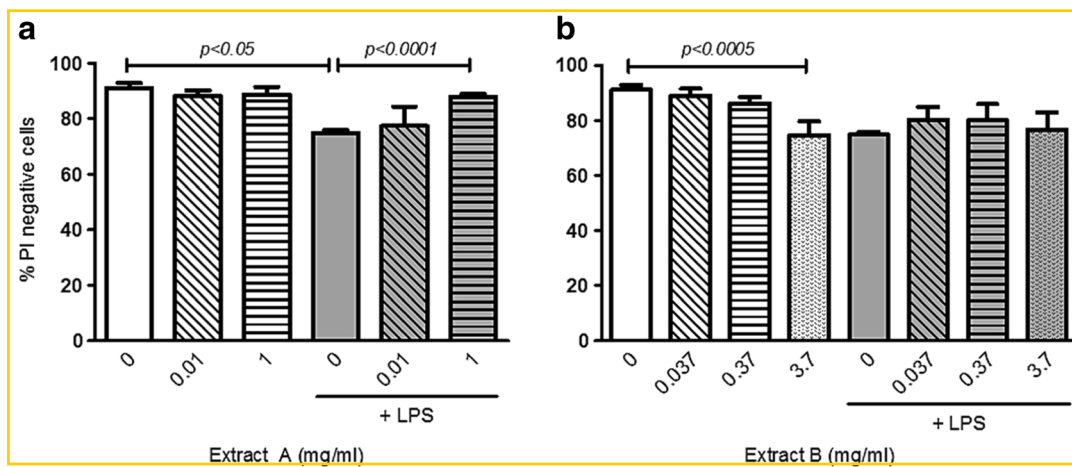 a
p<0.05
p<0.0001
100
80
60
40
20
0
% PI negative cells
0
0.01
1
0
0.01
1
+ LPS
Extract A (mg/ml)
b
p<0.0005
100
80
60
40
20
0
0
0.037
0.37
3.7
0
0.037
0.37
3.7
+ LPS
Extract B (mg/ml)